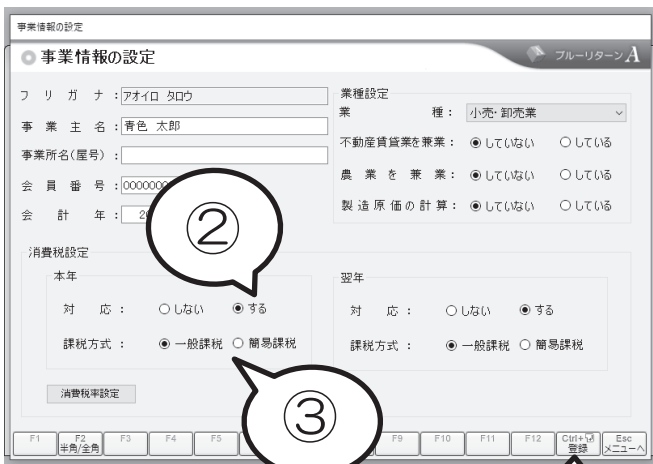 事業情報の設定
事業情報の設定
ブルーリターンA
フリガナ:アオイロ タロウ
事業主名:青色 太郎
事業所名(屋号):
会員番号:0000000
会計年:
業種設定
業種: 小売・卸売業
不動産賃貸業を兼業: していない している
農業を兼業: していない している
製造原価の計算: していない している
②
消費税設定
本年
対応: しない する
課税方式: 一般課税 簡易課税
翌年
対応: しない する
課税方式: 一般課税 簡易課税
消費税率設定
③
F1 F2 半角/全角 F3 F4 F5 F9 F10 F11 F12 Ctrl+ 登録 Esc メニューへ